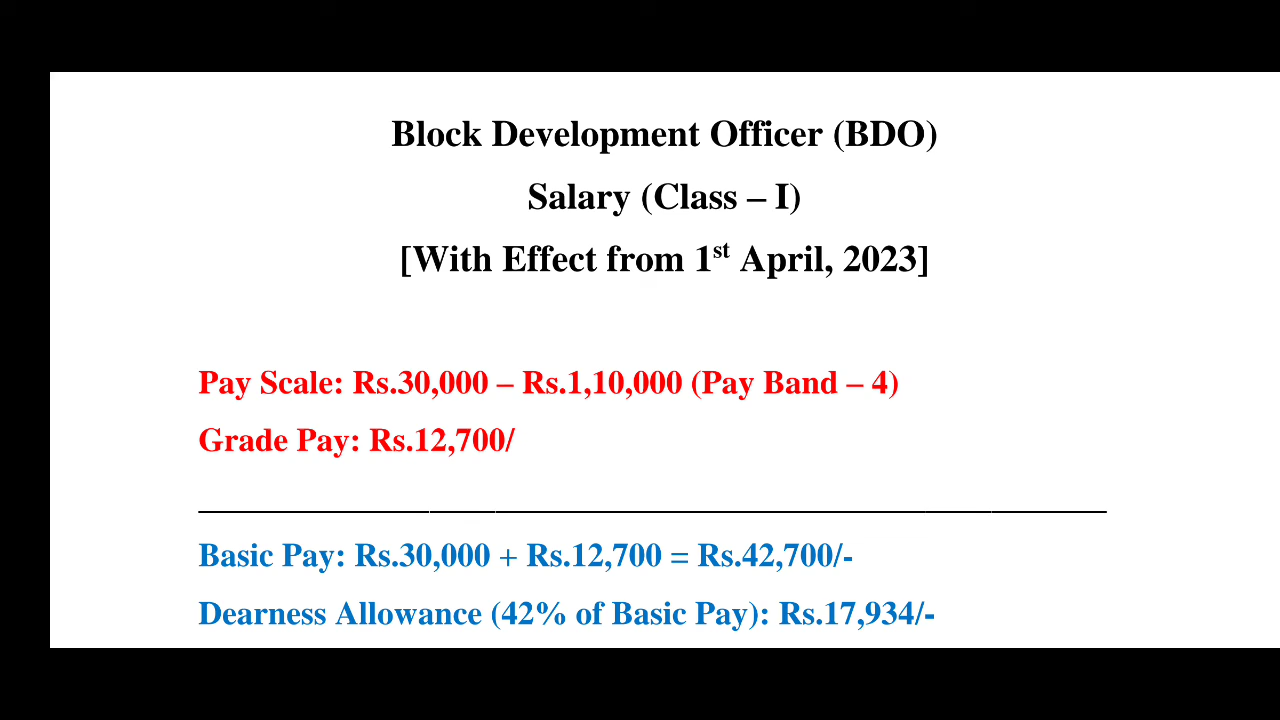 Block Development Officer (BDO)
Salary (Class – I)
[With Effect from 1st April, 2023]
Pay Scale: Rs.30,000 – Rs.1,10,000 (Pay Band – 4)
Grade Pay: Rs.12,700/
Basic Pay: Rs.30,000 + Rs.12,700 = Rs.42,700/-
Dearness Allowance (42% of Basic Pay): Rs.17,934/-